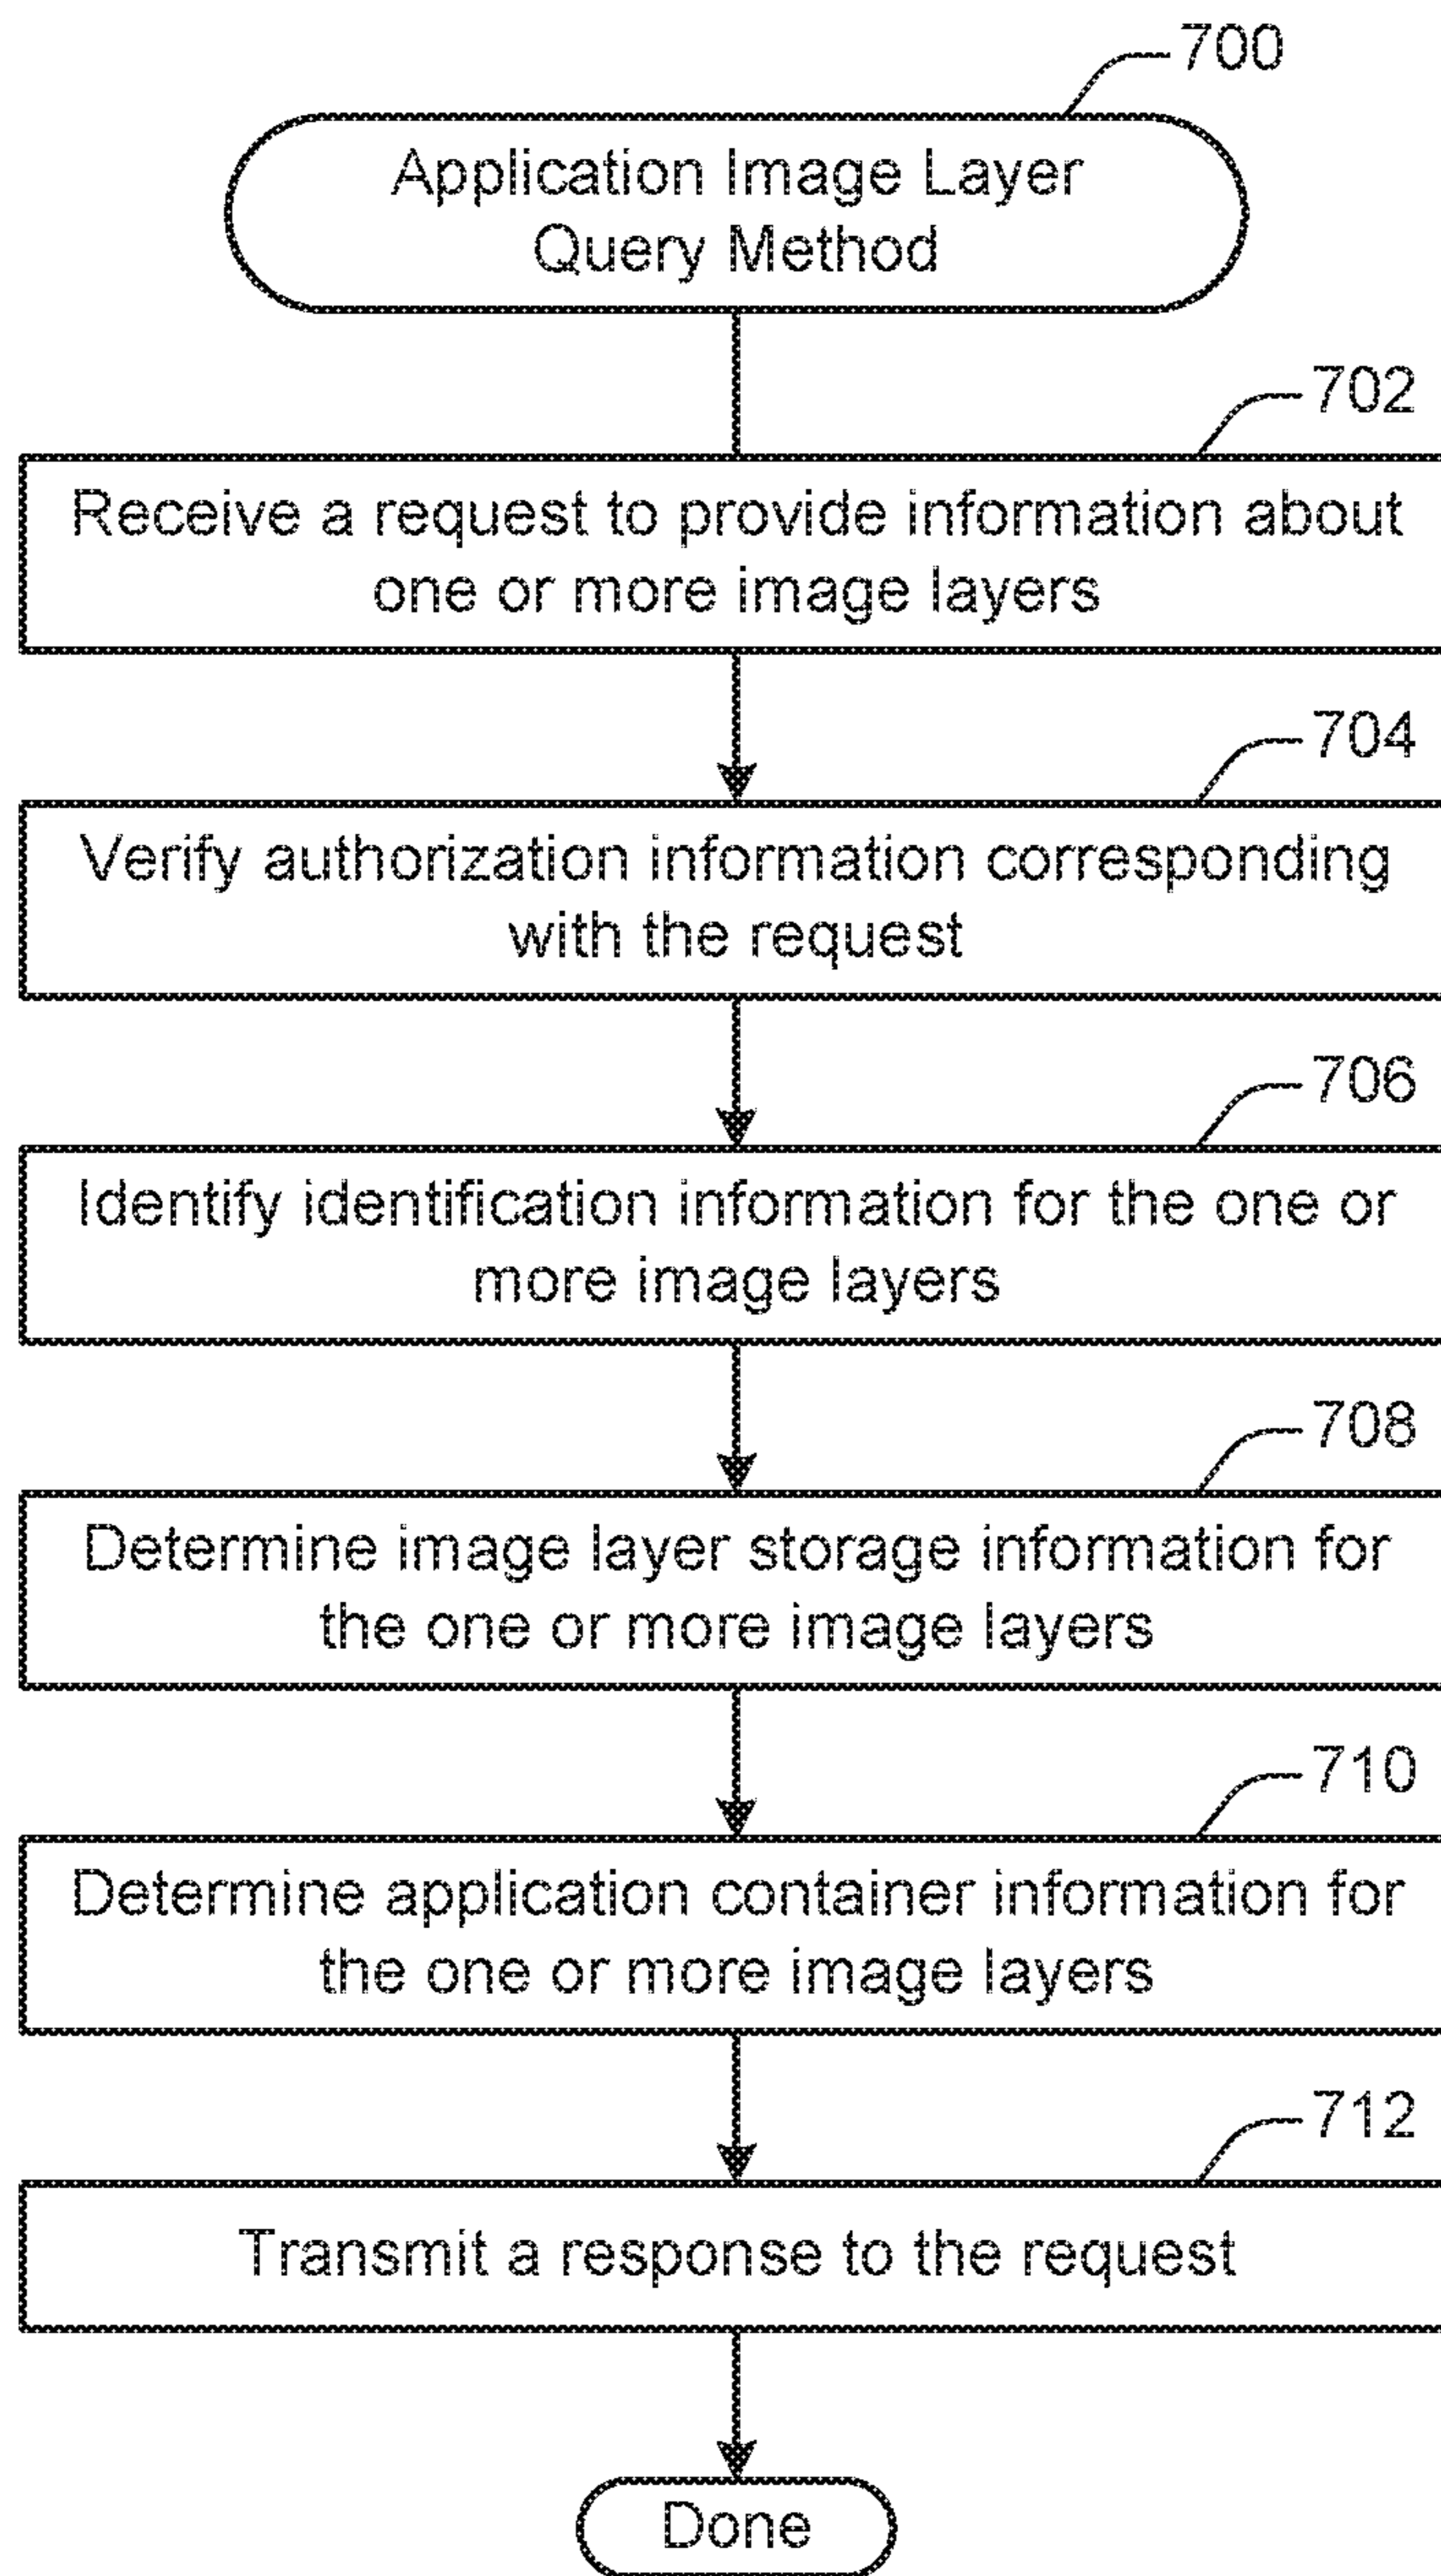 700
Application Image Layer
Query Method
702
Receive a request to provide information about
one or more image layers
704
Verify authorization information corresponding
with the request
706
Identify identification information for the one or
more image layers
708
Determine image layer storage information for
the one or more image layers
710
Determine application container information for
the one or more image layers
712
Transmit a response to the request
Done